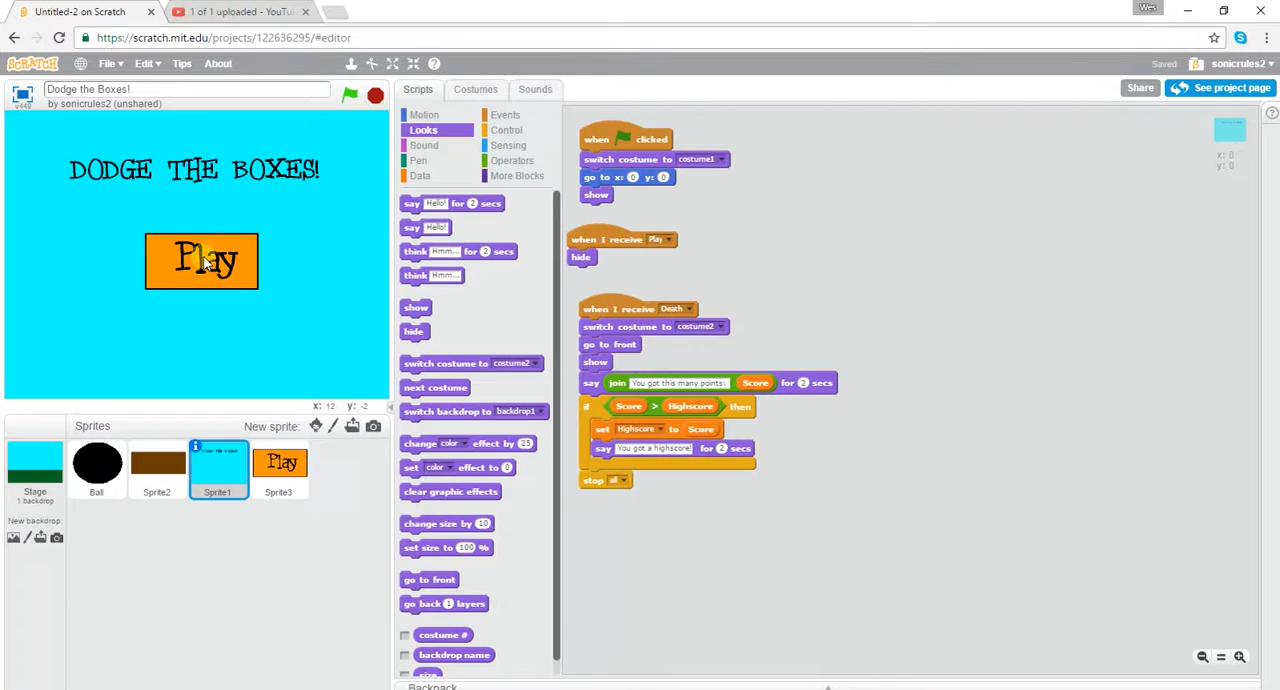 Untitled-2 on Scratch
1 of 1 uploaded - YouTu
Wes
https://scratch.mit.edu/projects/122636295/#editor
SCRATCH File Edit Tips About Saved sonicrules2
Dodge the Boxes!
by sonicrules2 (unshared)
v440
Scripts Costumes Sounds
Share See project page
DODGE THE BOXES!
Play
x: 12 y: -2
Motion Events
Looks Control
Sound Sensing
Pen Operators
Data More Blocks
say Hello! for 2 secs
say Hello!
think Hmm... for 2 secs
think Hmm...
show
hide
switch costume to costume2
next costume
switch backdrop to backdrop1
change color effect by 25
set color effect to 0
clear graphic effects
change size by 10
set size to 100 %
go to front
go back 1 layers
costume #
backdrop name
size
when clicked
switch costume to costume1
go to x: 0 y: 0
show
when I receive Play
hide
when I receive Death
switch costume to costume2
go to front
show
say join You got this many points: Score for 2 secs
if Score > Highscore then
set Highscore to Score
say You got a highscore! for 2 secs
stop all
x: 0
y: 0
Sprites New sprite:
Stage
1 backdrop
New backdrop:
Ball
Sprite2
Sprite1
Play
Sprite3
Backpack